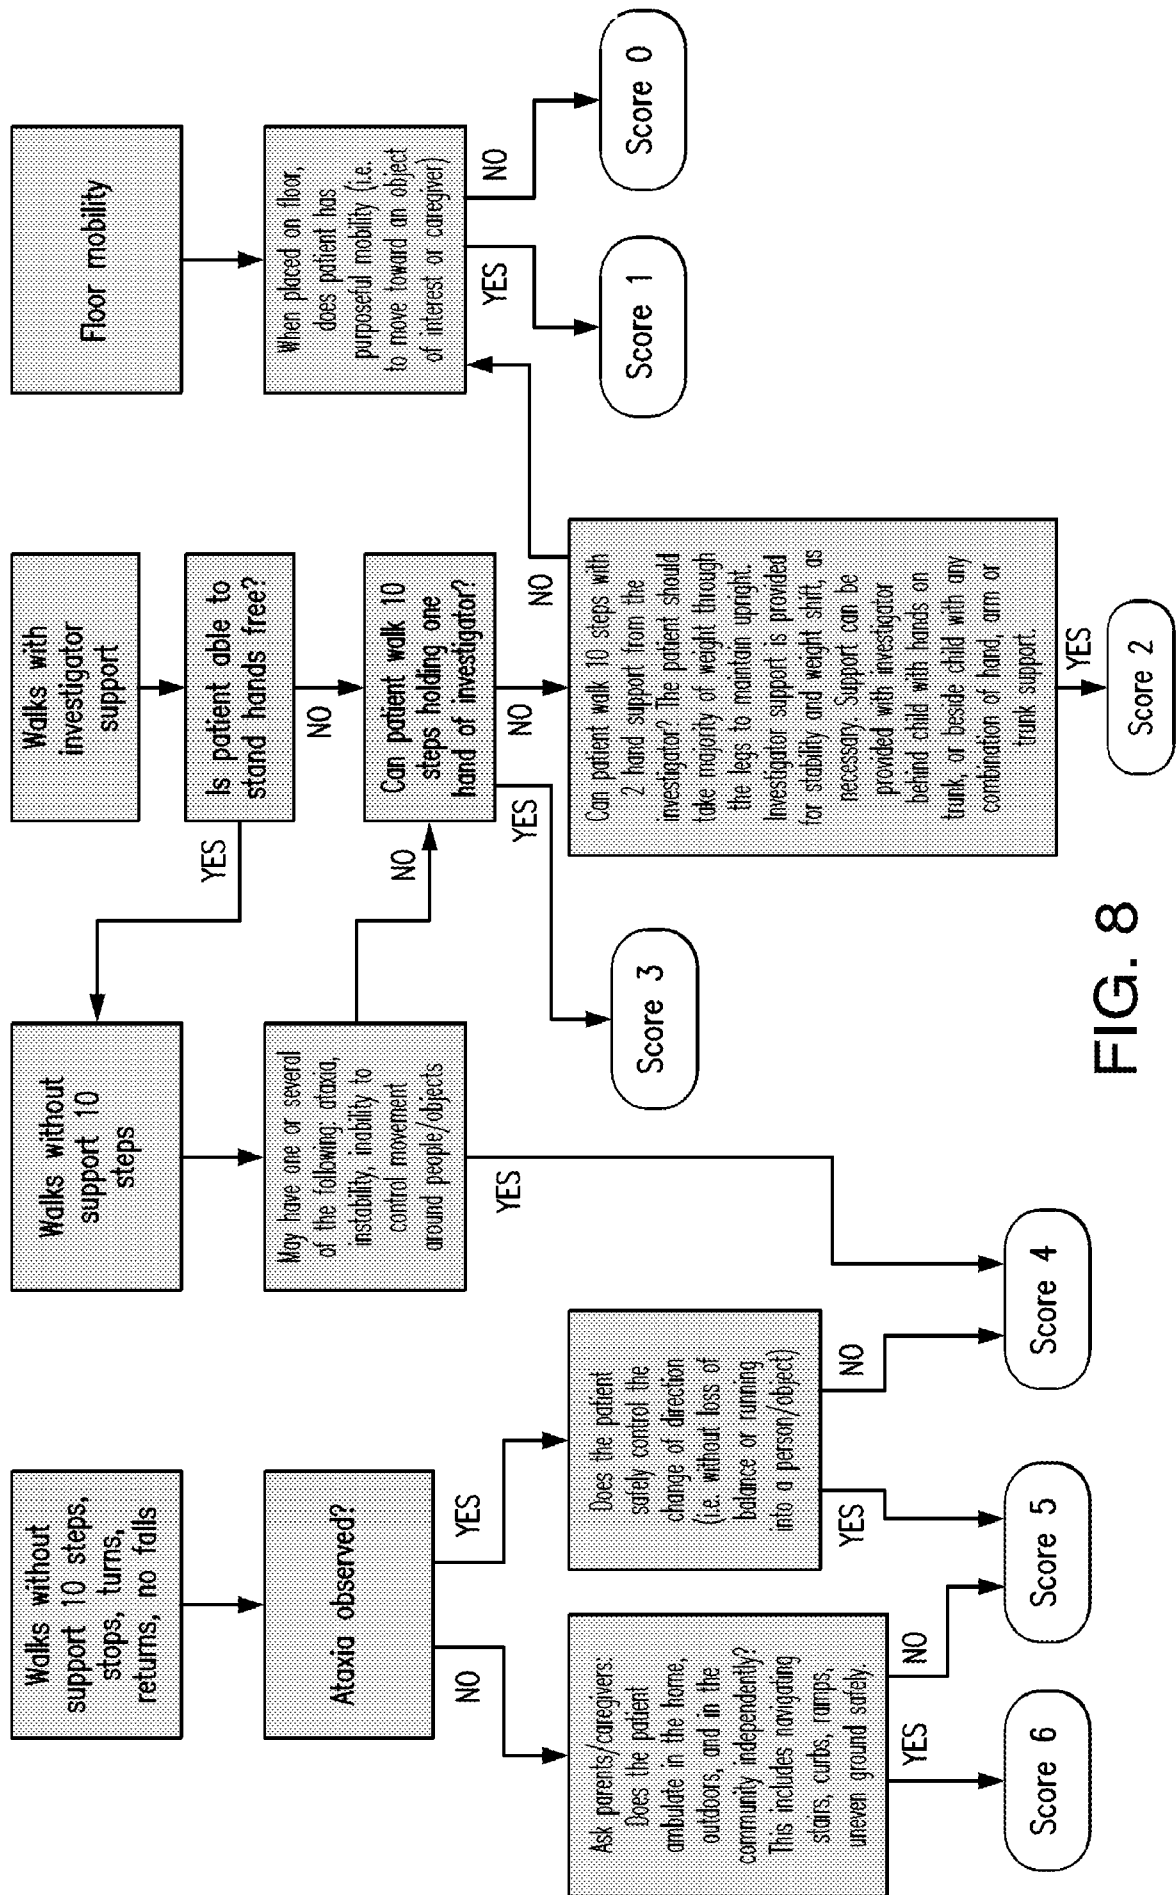 Walks without
support 10 steps,
stops, turns,
returns, no falls
Ataxia observed?
NO
YES
Ask parents/caregivers:
Does the patient
ambulate in the home,
outdoors, and in the
community independently?
This includes navigating
stairs, curbs, ramps,
uneven ground safely.
YES
NO
Score 6
Does the patient
safely control the
change of direction
(i.e. without loss of
balance or running
into a person/object)
YES
NO
Score 5
Score 4
Walks without
support 10
steps
May have one or several
of the following ataxia,
instability, inability to
control movement
around people/objects
YES
NO
Score 3
Walks with
investigator
support
Is patient able to
stand hands free?
YES
NO
Can patient walk 10
steps holding one
hand of investigator?
YES
NO
Can patient walk 10 steps with
2 hand support from the
investigator? The patient should
take majority of weight through
the legs to maintain upright.
Investigator support is provided
for stability and weight shift, as
necessary. Support can be
provided with investigator
behind child with hands on
trunk, or beside child with any
combination of hand, arm or
trunk support.
NO
YES
Score 2
Floor mobility
When placed on floor,
does patient has
purposeful mobility (i.e.
to move toward an object
of interest or caregiver)
YES
NO
Score 1
Score 0
FIG. 8